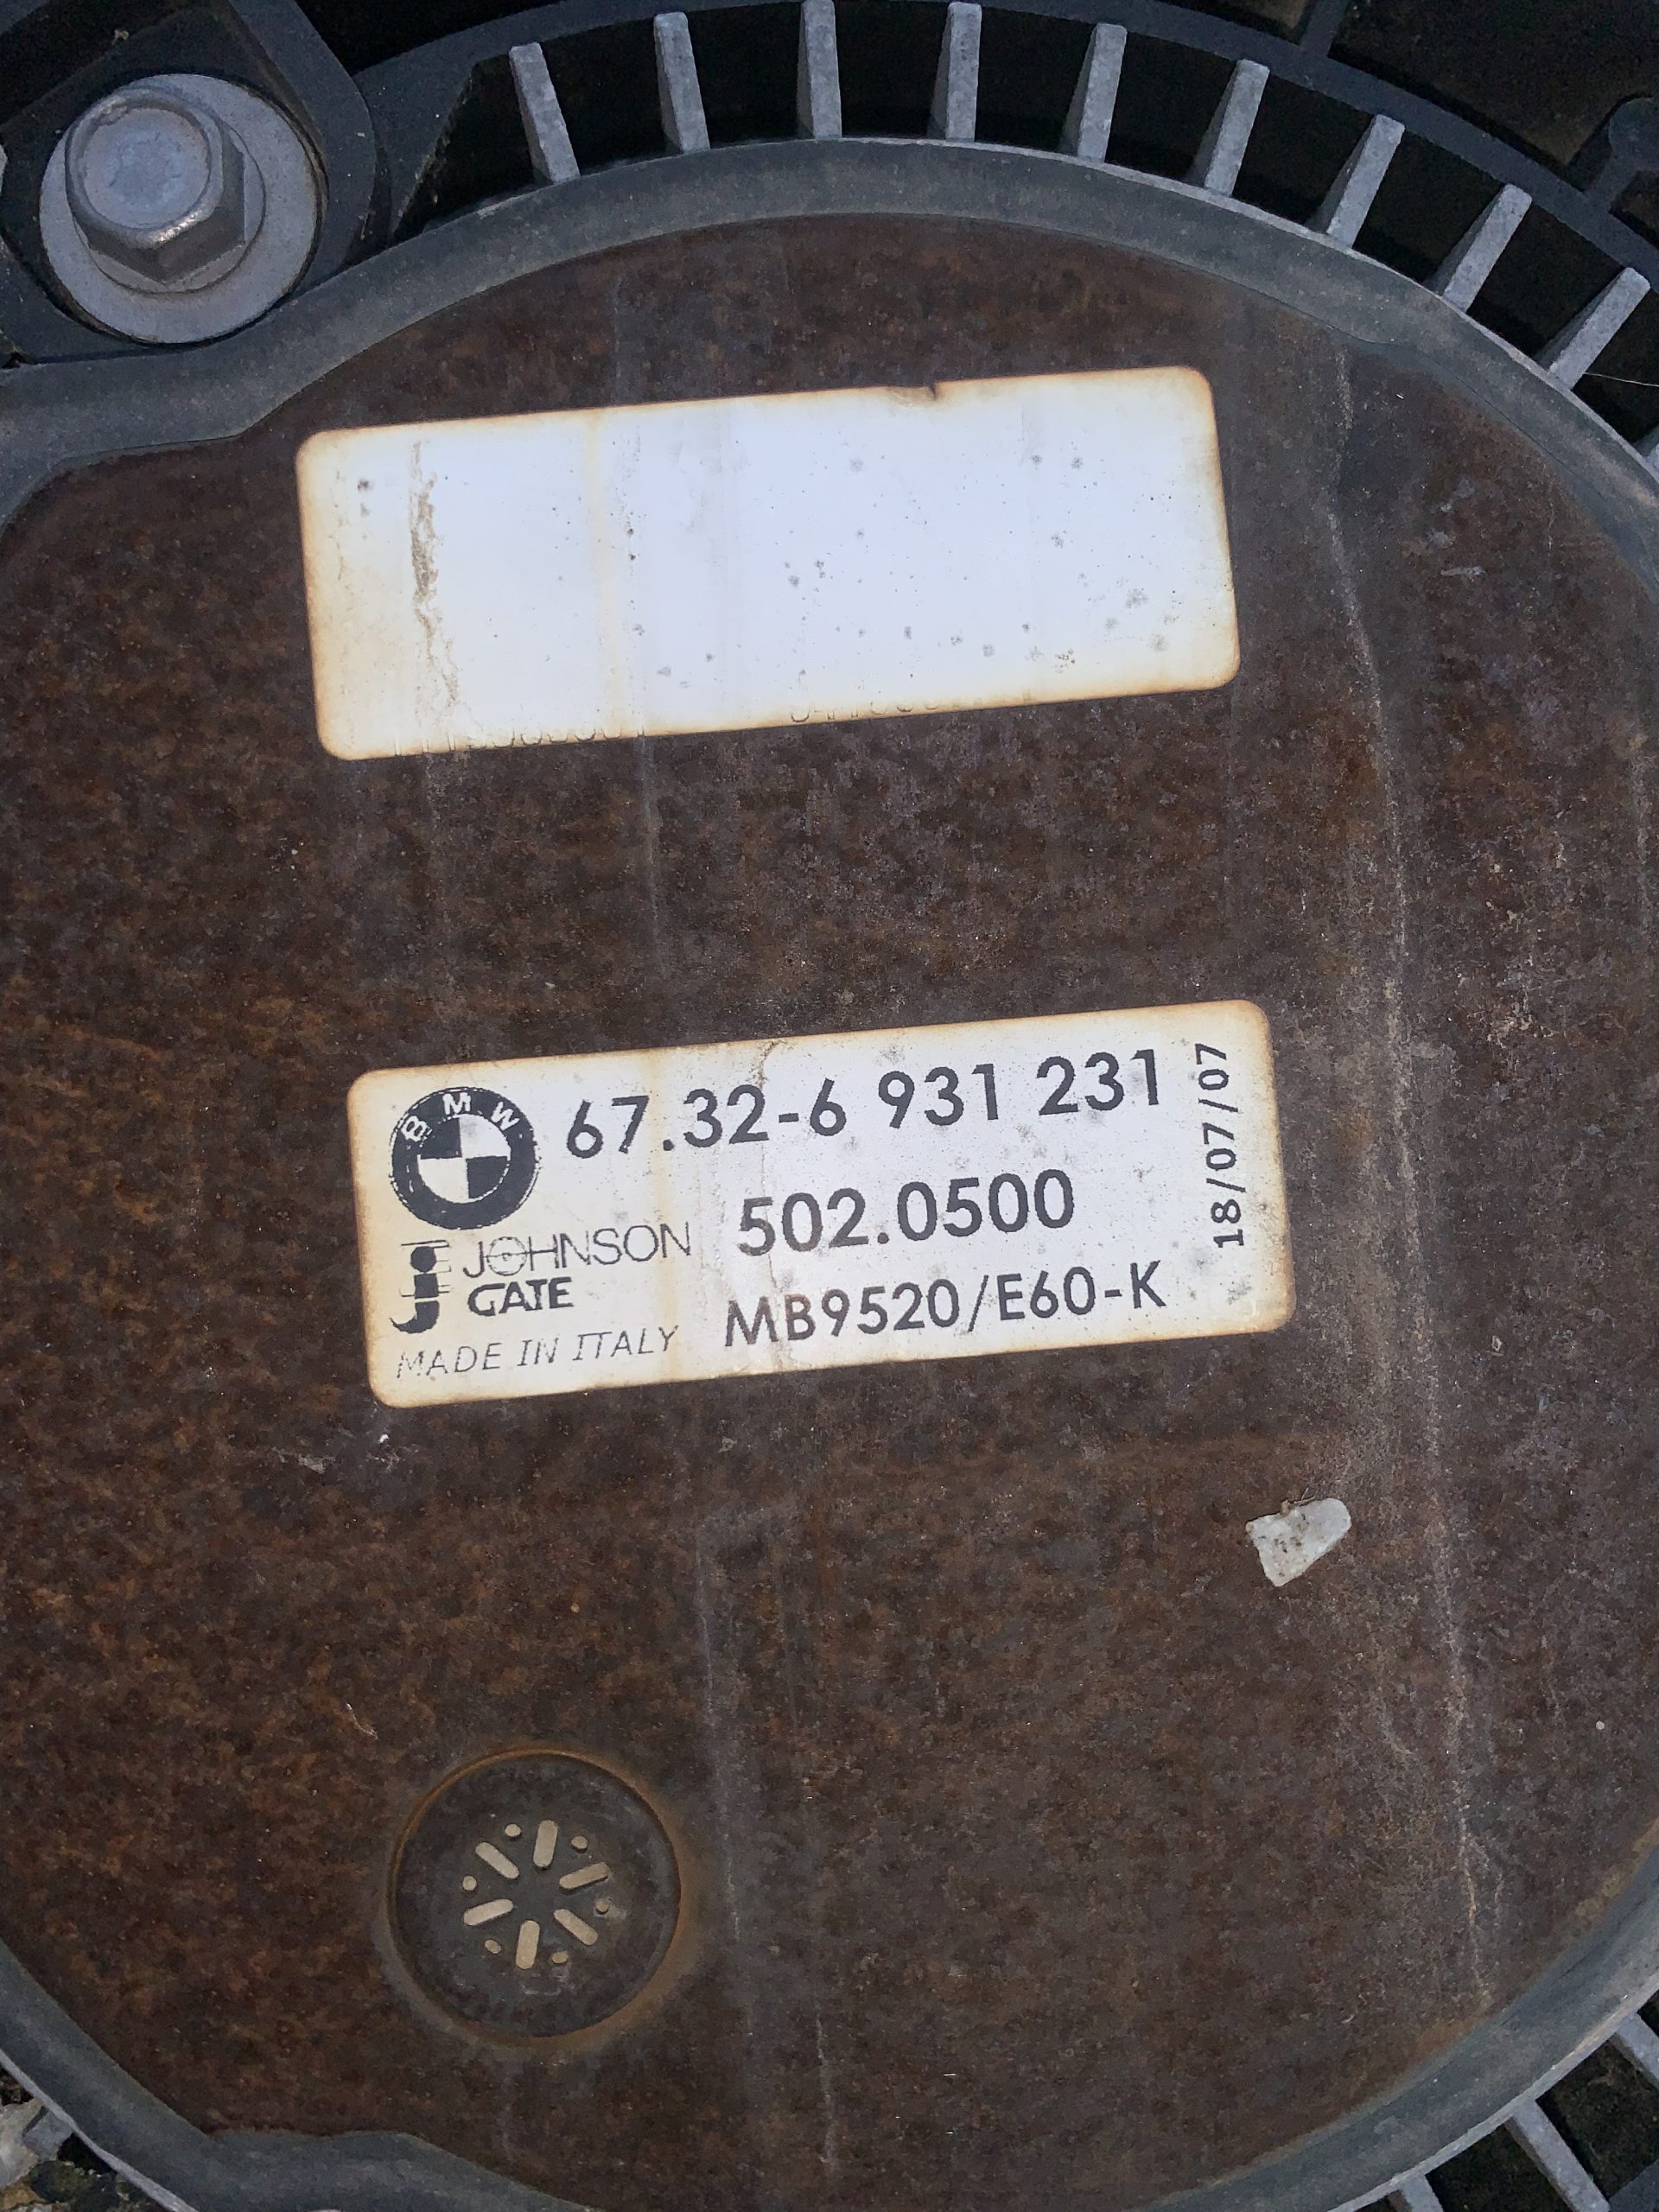 BMW
67.32-6 931 231
18/07/07
502.0500
JOHNSON
GATE
MB9520/E60-K
MADE IN ITALY